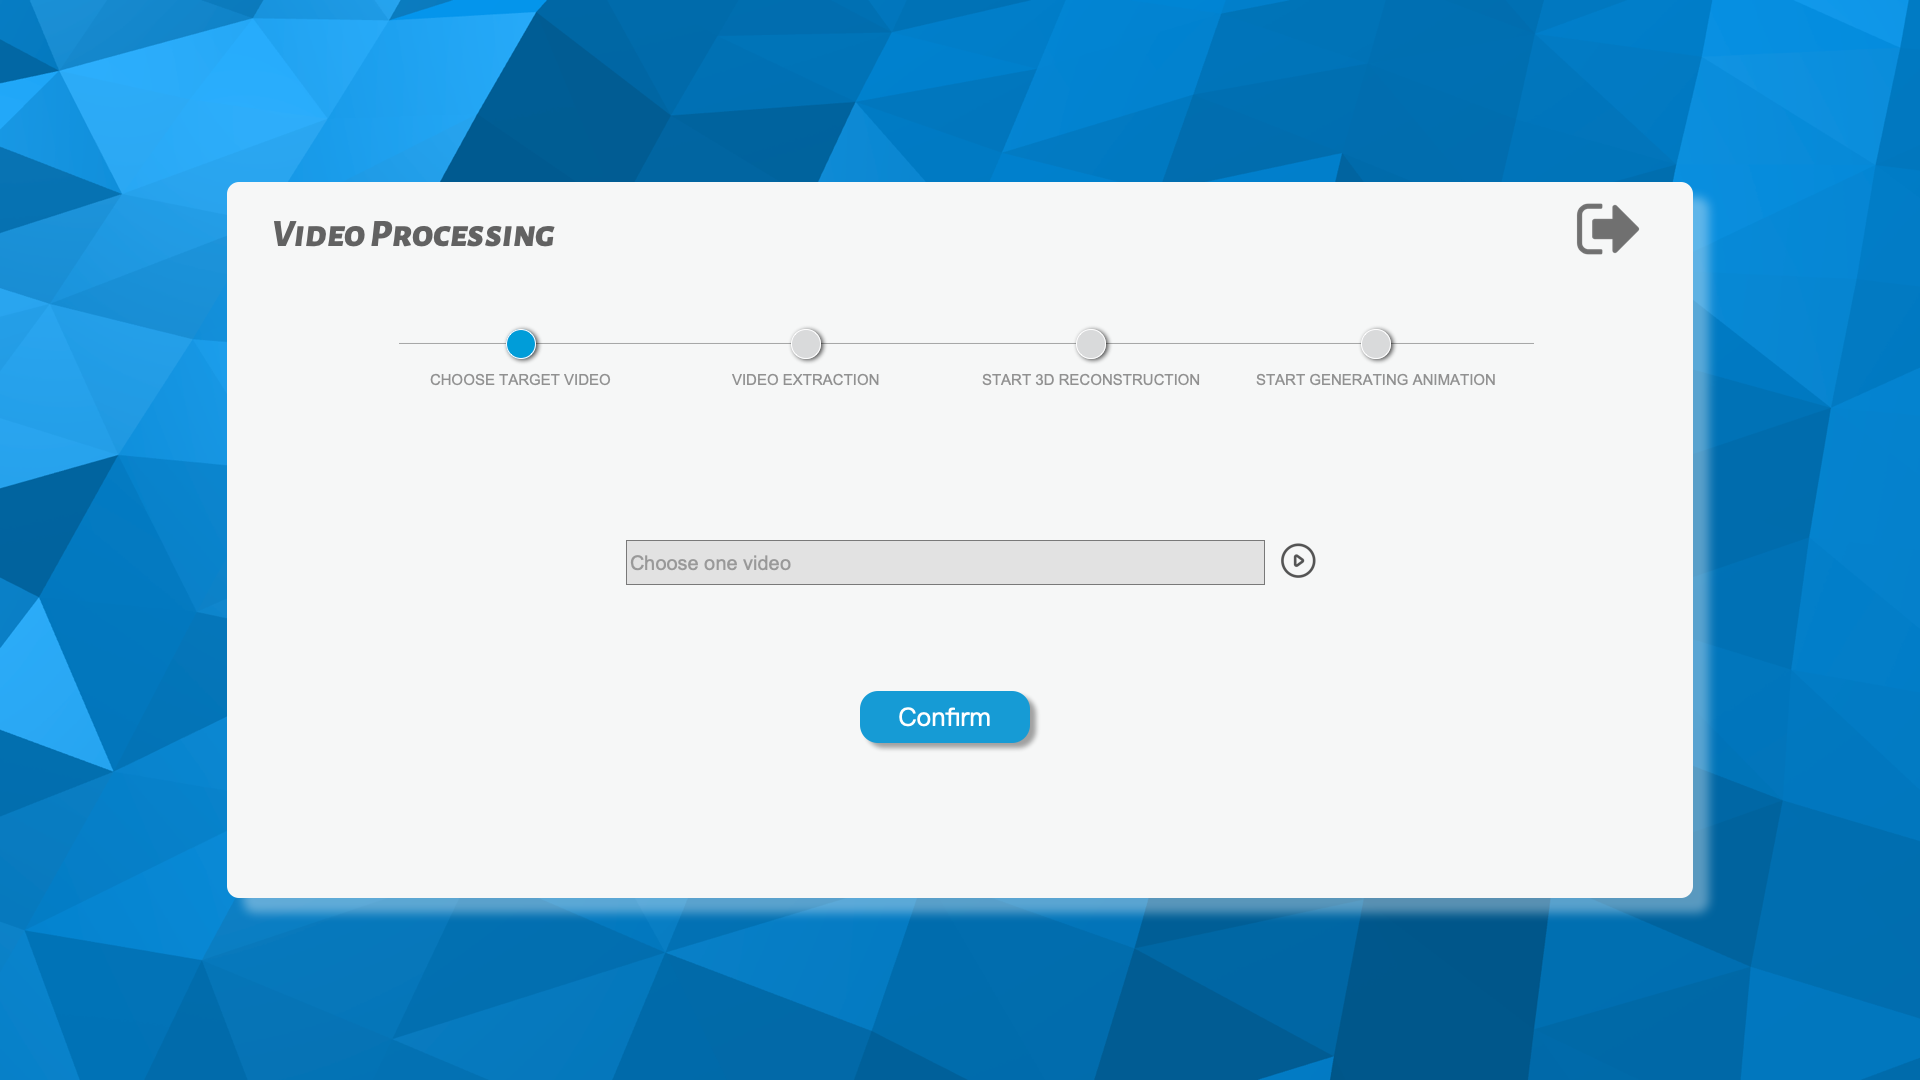 VIDEO PROCESSING
CHOOSE TARGET VIDEO
VIDEO EXTRACTION
START 3D RECONSTRUCTION
START GENERATING ANIMATION
Choose one video
Confirm